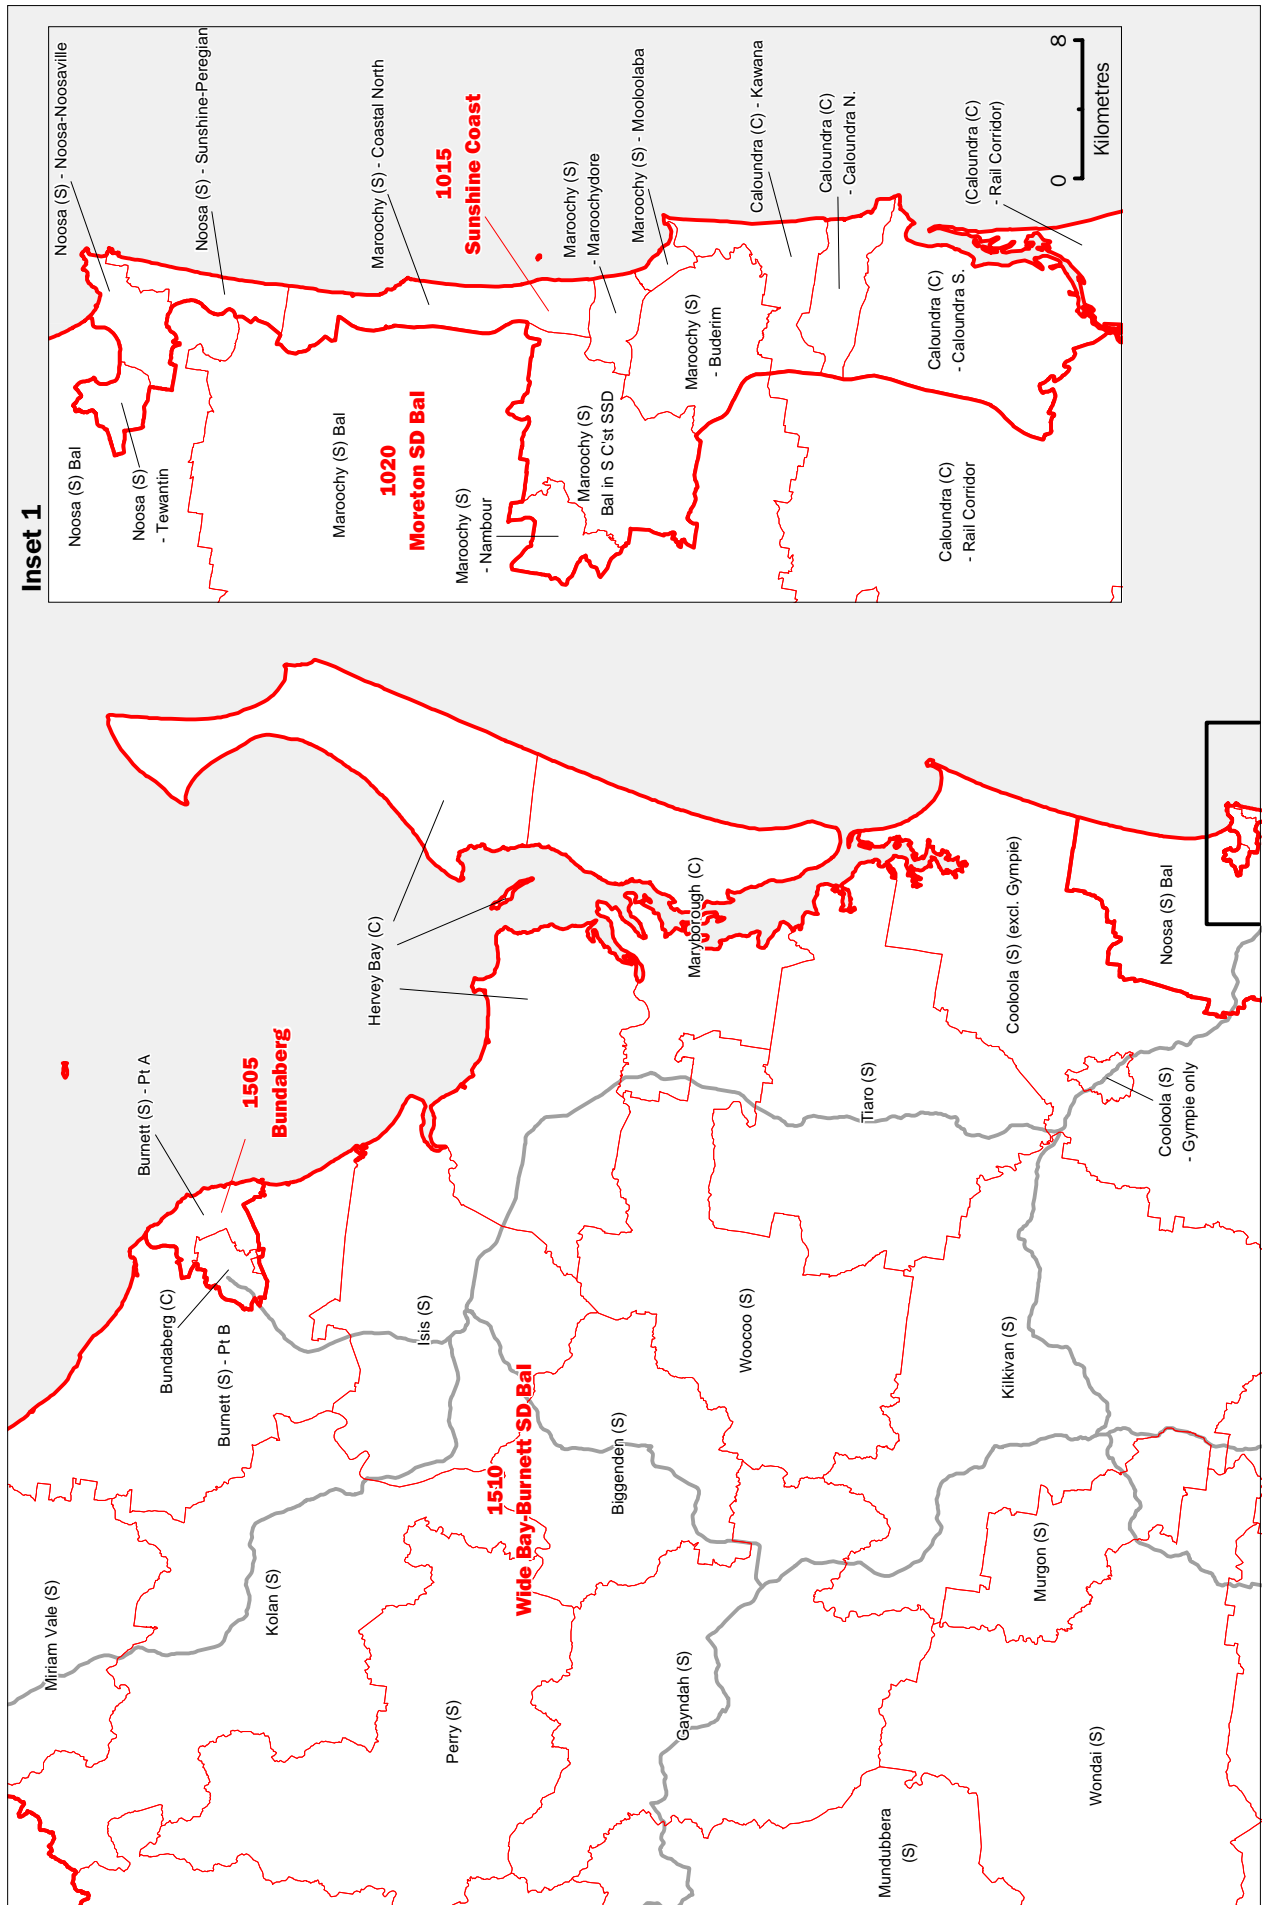 Inset 1
Noosa (S) - Noosa-Noosaville
Noosa (S) - Sunshine-Peregian
Maroochy (S) - Coastal North
1015
Sunshine Coast
Maroochy (S)
- Maroochydore
Maroochy (S) - Mooloolaba
Caloundra (C) - Kawana
Caloundra (C)
- Caloundra N.
(Caloundra (C)
- Rail Corridor)
0
8
Kilometres
Noosa (S) Bal
Noosa (S)
- Tewantin
Maroochy (S) Bal
1020
Moreton SD Bal
Maroochy (S)
- Nambour
Maroochy (S)
Bal in S C'st SSD
Maroochy (S)
- Buderim
Caloundra (C)
- Caloundra S.
Caloundra (C)
- Rail Corridor
Burnett (S) - Pt A
1505
Bundaberg
Hervey Bay (C)
Maryborough (C)
Cooloola (S) (excl. Gympie)
Noosa (S) Bal
Bundaberg (C)
Burnett (S) - Pt B
Isis (S)
Woocoo (S)
Tiaro (S)
Cooloola (S)
- Gympie only
Kilkivan (S)
1510
Wide Bay-Burnett SD Bal
Biggenden (S)
Miriam Vale (S)
Kolan (S)
Perry (S)
Gayndah (S)
Murgon (S)
Mundubbera
(S)
Wondai (S)